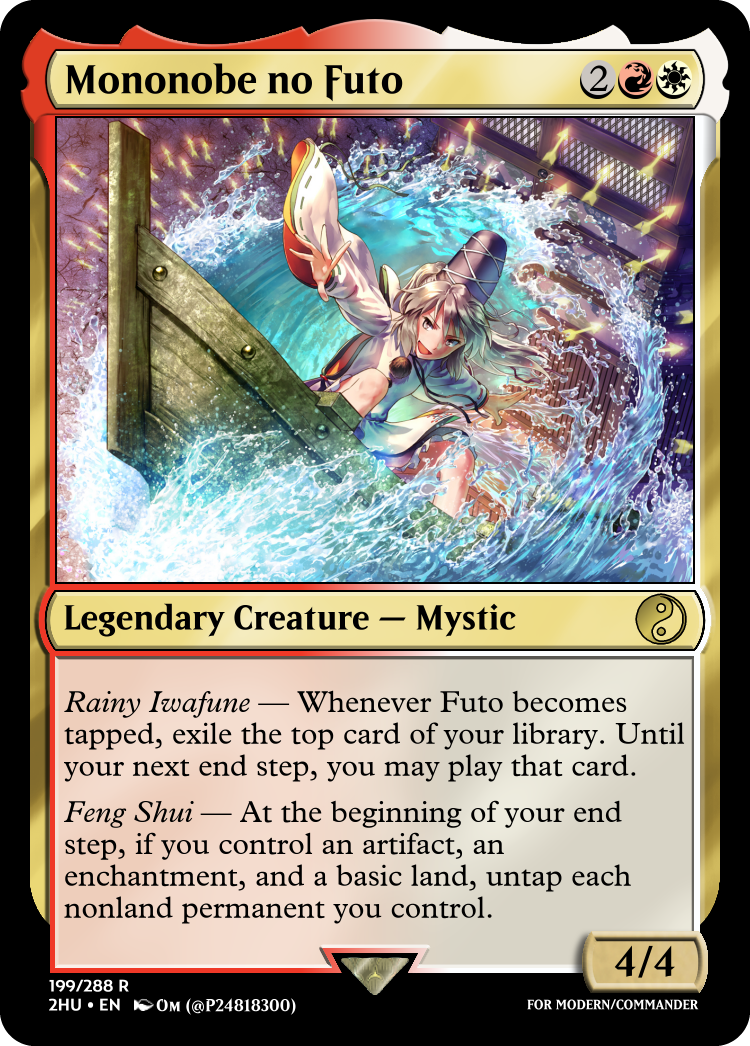 Mononobe no Futo 2
Legendary Creature — Mystic
Rainy Iwafune — Whenever Futo becomes
tapped, exile the top card of your library. Until
your next end step, you may play that card.
Feng Shui — At the beginning of your end
step, if you control an artifact, an
enchantment, and a basic land, untap each
nonland permanent you control.
4/4
199/288 R
2HU • EN Om (@P24818300)
FOR MODERN/COMMANDER